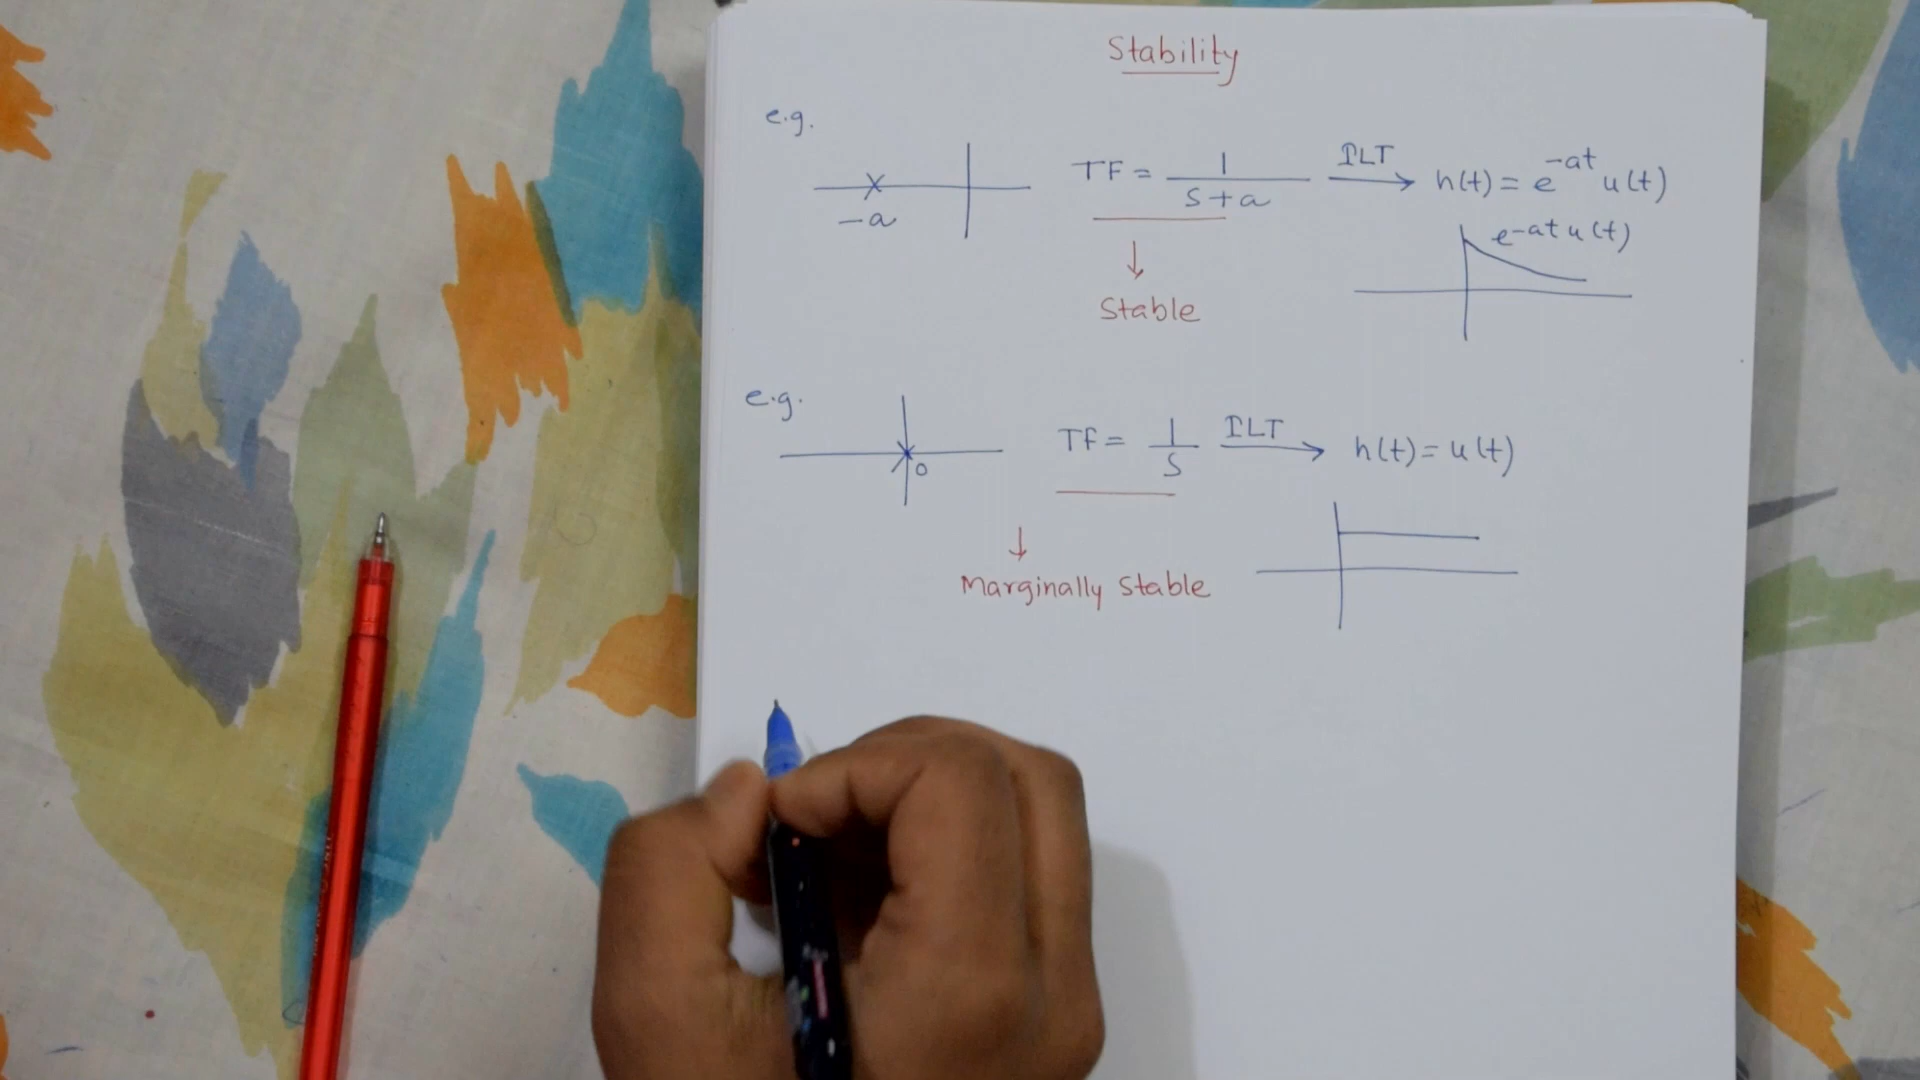 Stability
e.g.
-a
TF = 1/(s+a) ILT → h(t) = e^-at u(t)
e^-at u(t)
↓
Stable
e.g.
0
TF = 1/s ILT → h(t) = u(t)
↓
Marginally stable